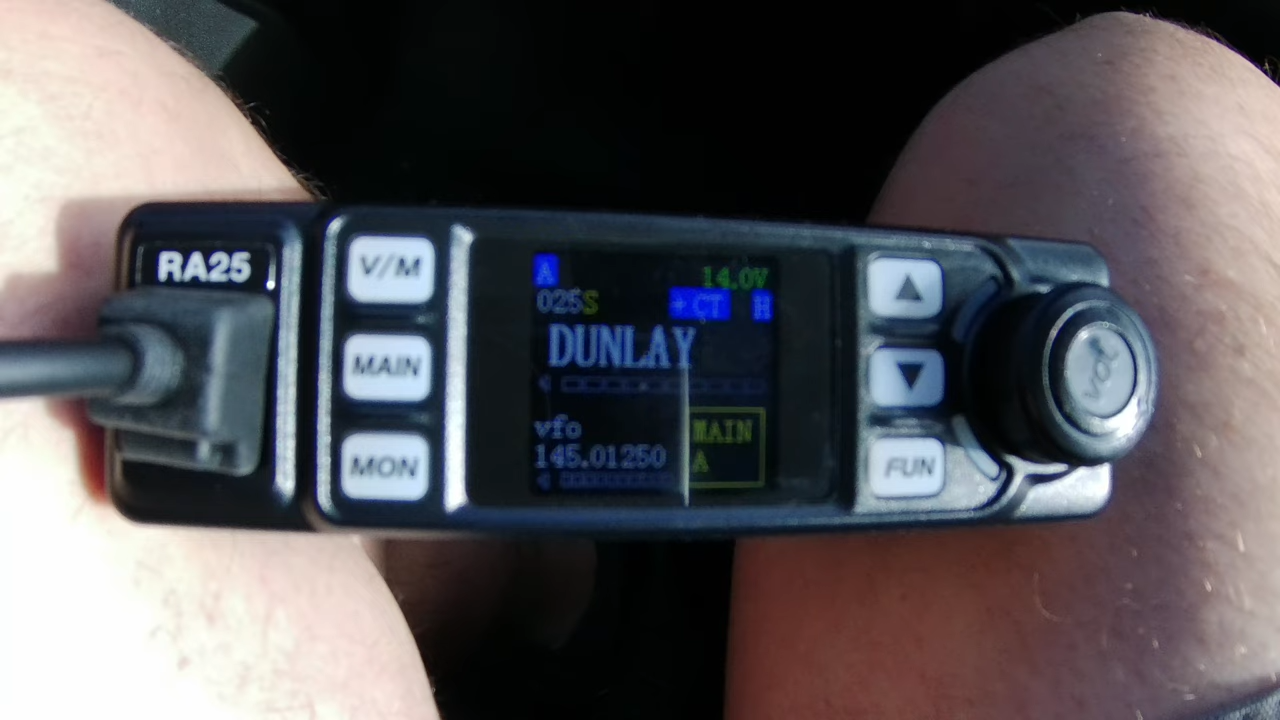 RA25
V/M
MAIN
MON
A
14.0V
025S
+CT H
DUNLAY
vfo
145.01250
MAIN
A
▲
▼
FUN
VOL